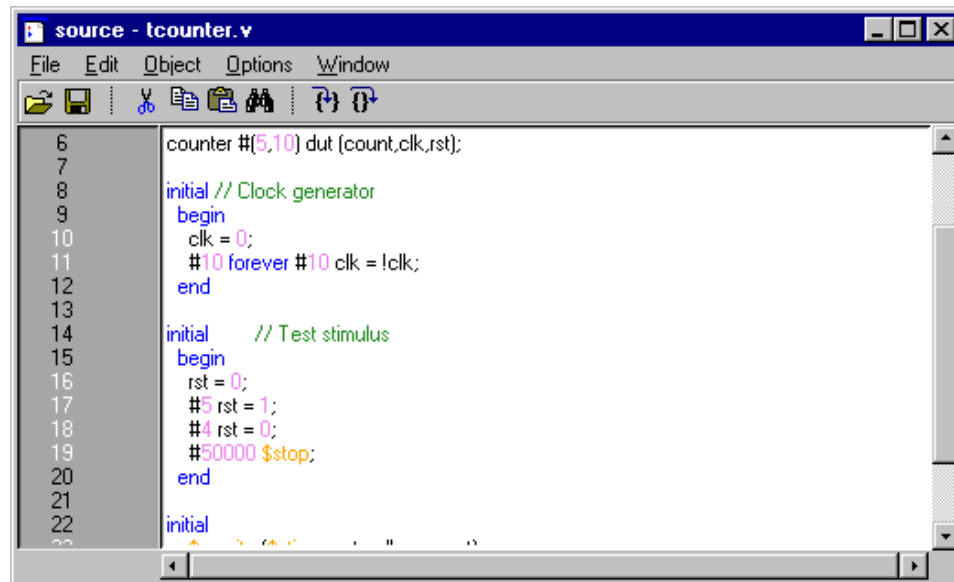 source - tcounter.v
File Edit Object Options Window
6 counter #(5,10) dut (count,clk,rst);
7
8 initial // Clock generator
9 begin
10 clk = 0;
11 #10 forever #10 clk = !clk;
12 end
13
14 initial // Test stimulus
15 begin
16 rst = 0;
17 #5 rst = 1;
18 #4 rst = 0;
19 #50000 $stop;
20 end
21
22 initial